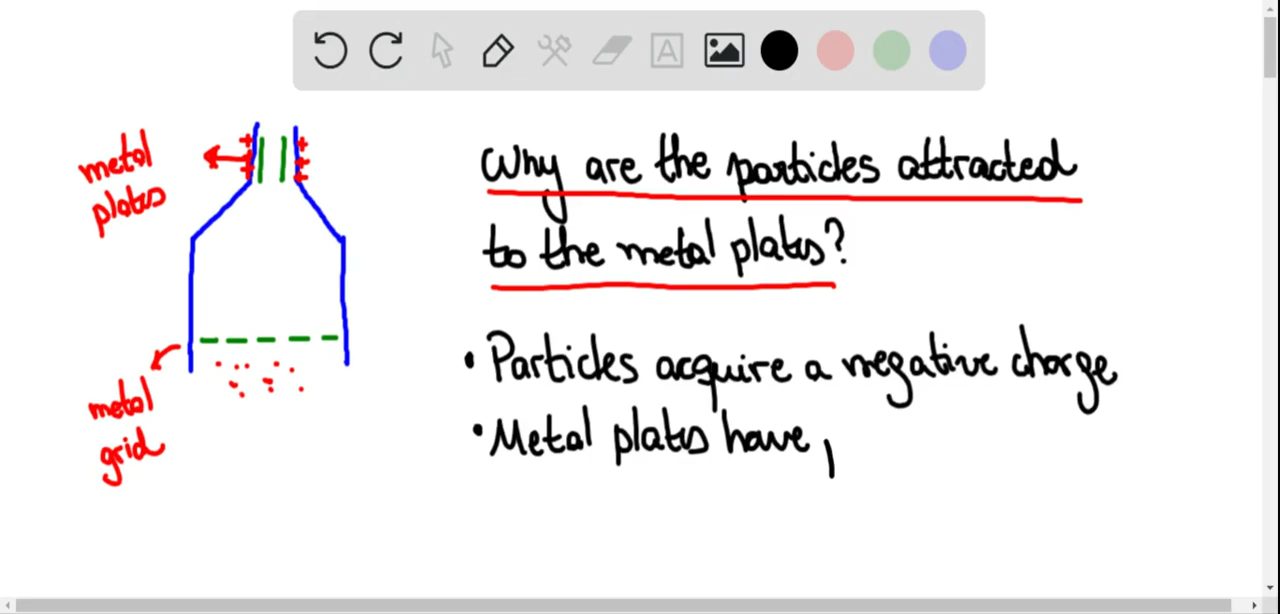 metal
plates
metal
grid
Why are the particles attracted
to the metal plates?
• Particles acquire a negative charge
• Metal plates have